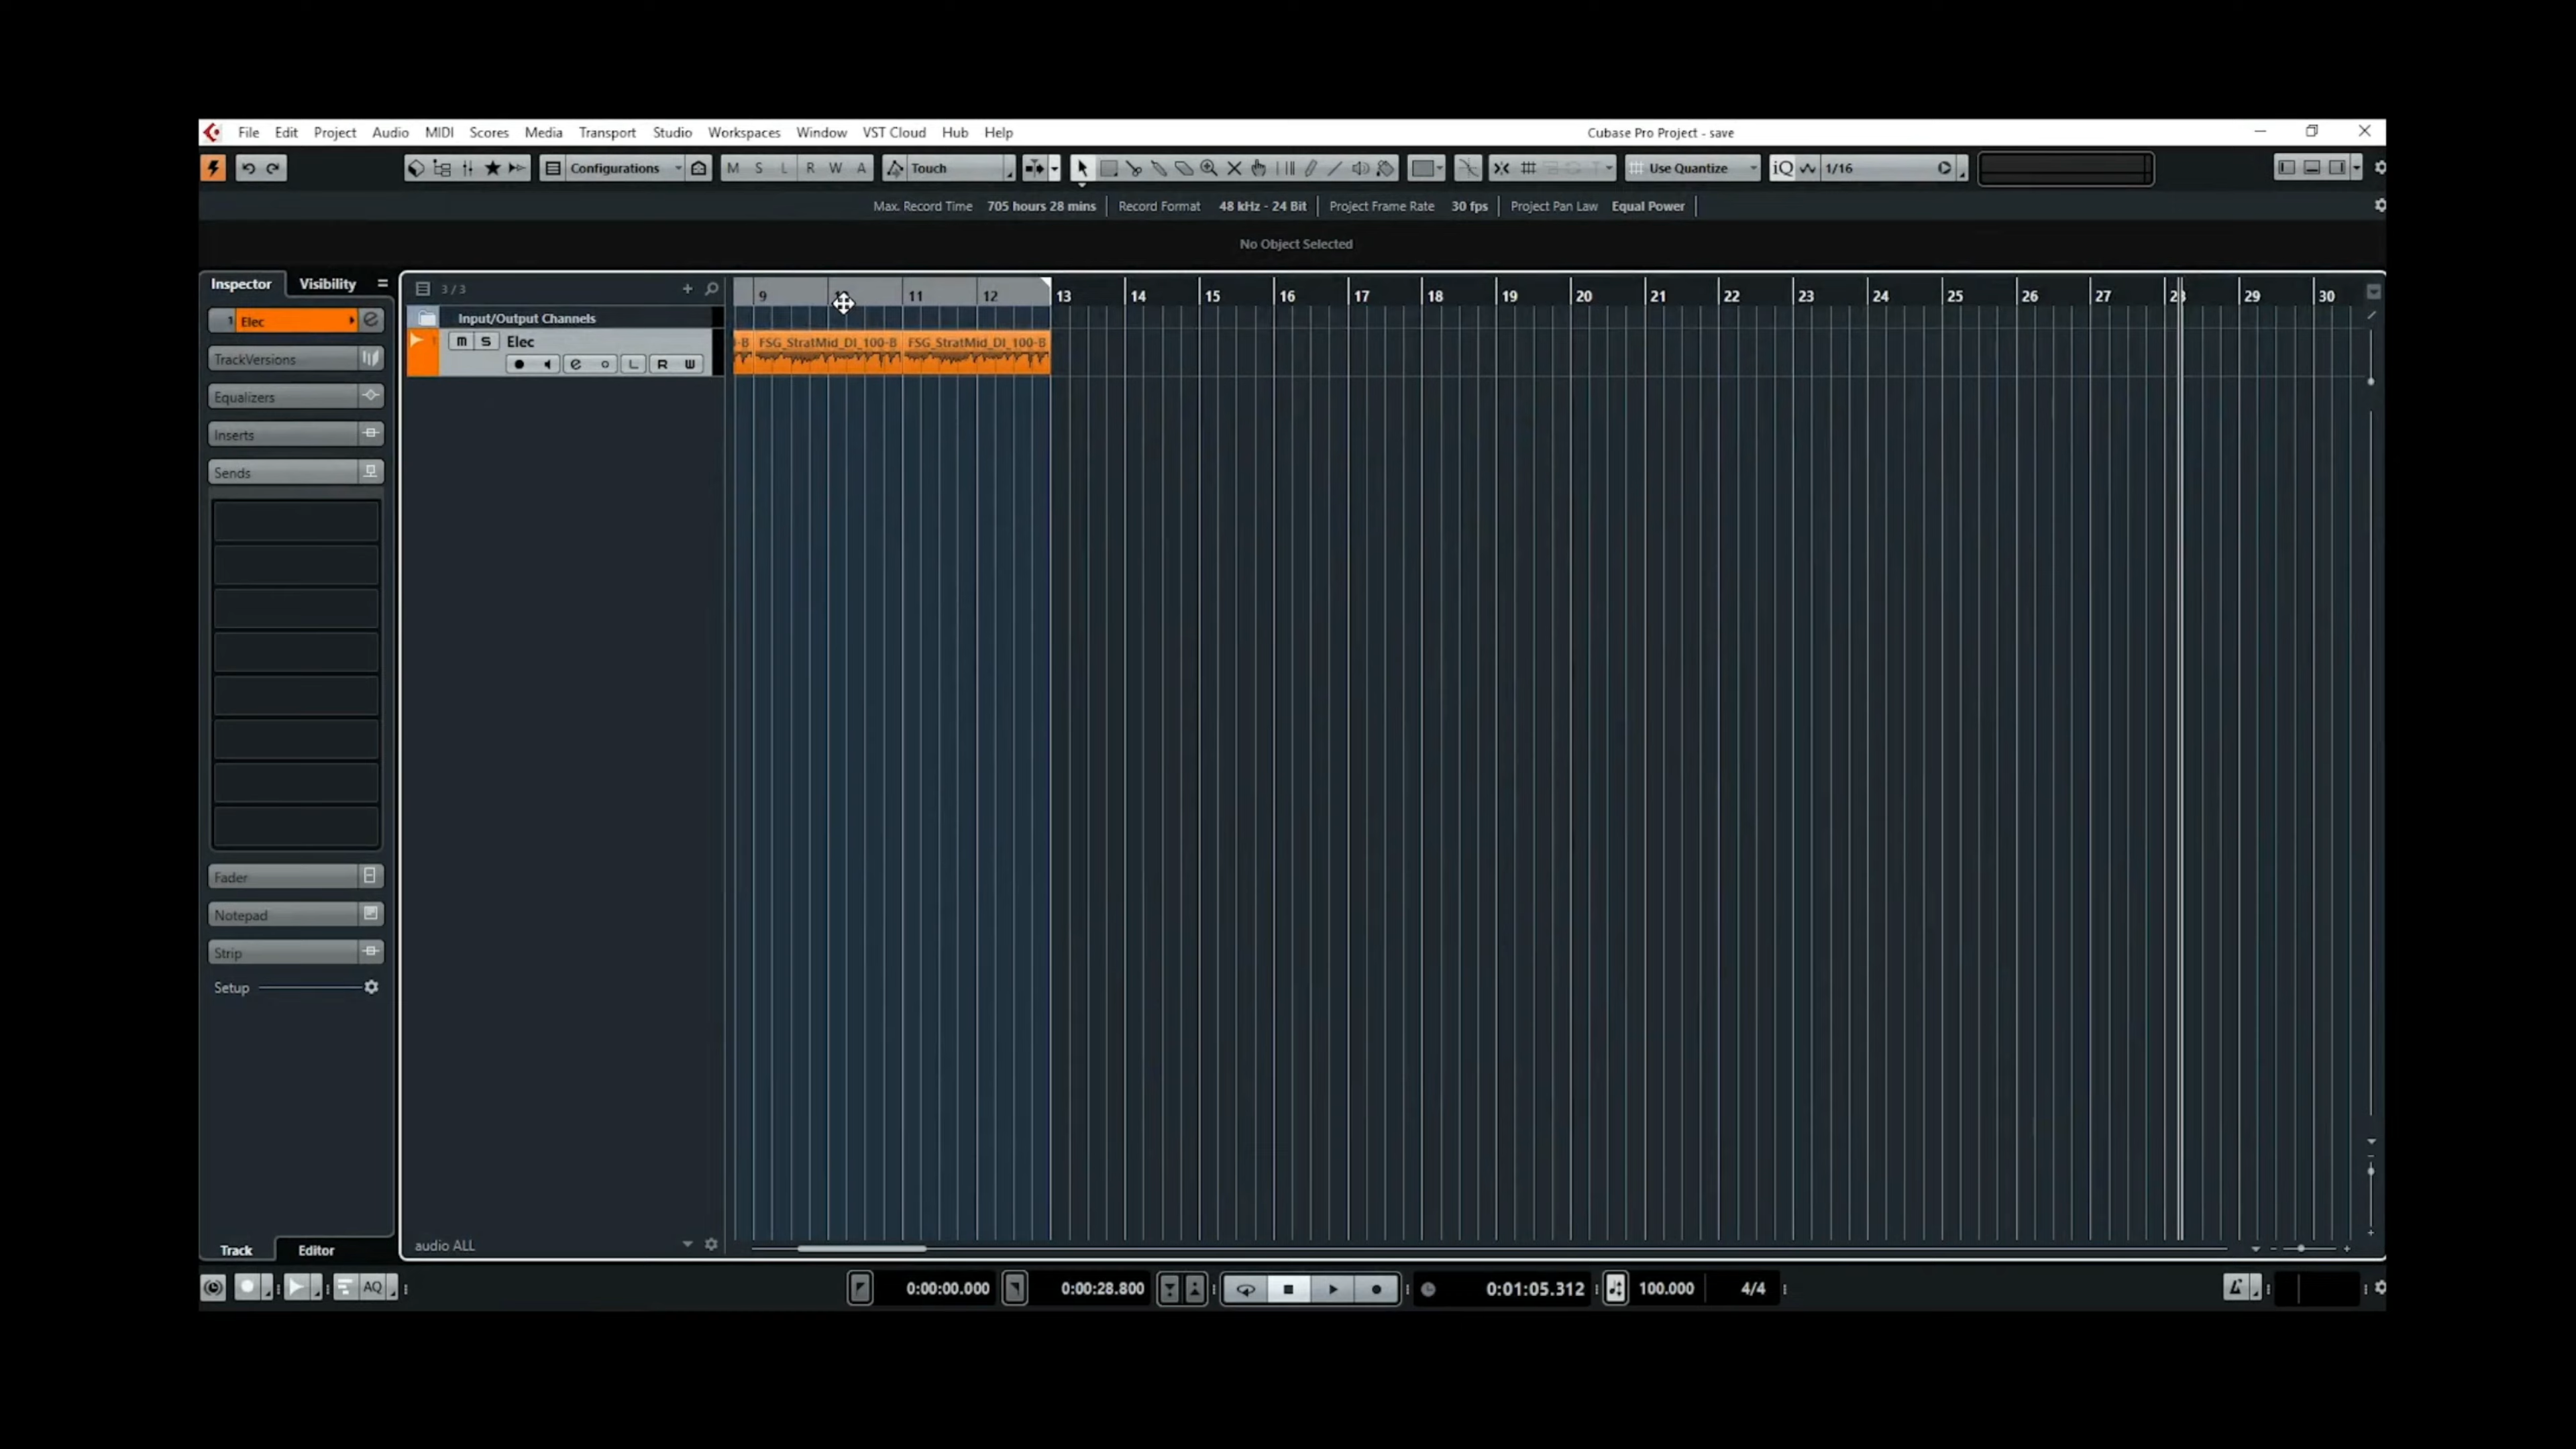 File Edit Project Audio MIDI Scores Media Transport Studio Workspaces Window VST Cloud Hub Help
Cubase Pro Project - save
Configurations M S L R W A Touch Use Quantize iQ 1/16
Max. Record Time 705 hours 28 mins Record Format 48 kHz - 24 Bit Project Frame Rate 30 fps Project Pan Law Equal Power
No Object Selected
Inspector Visibility
3/3
9 11 12 13 14 15 16 17 18 19 20 21 22 23 24 25 26 27 28 29 30
1 Elec
Input/Output Channels
1 m S Elec
L R W
-B FSG_StratMid_DI_100-B FSG_StratMid_DI_100-B
TrackVersions
Equalizers
Inserts
Sends
Fader
Notepad
Strip
Setup
audio ALL
Track Editor
AQ
0:00:00.000 0:00:28.800 0:01:05.312 100.000 4/4